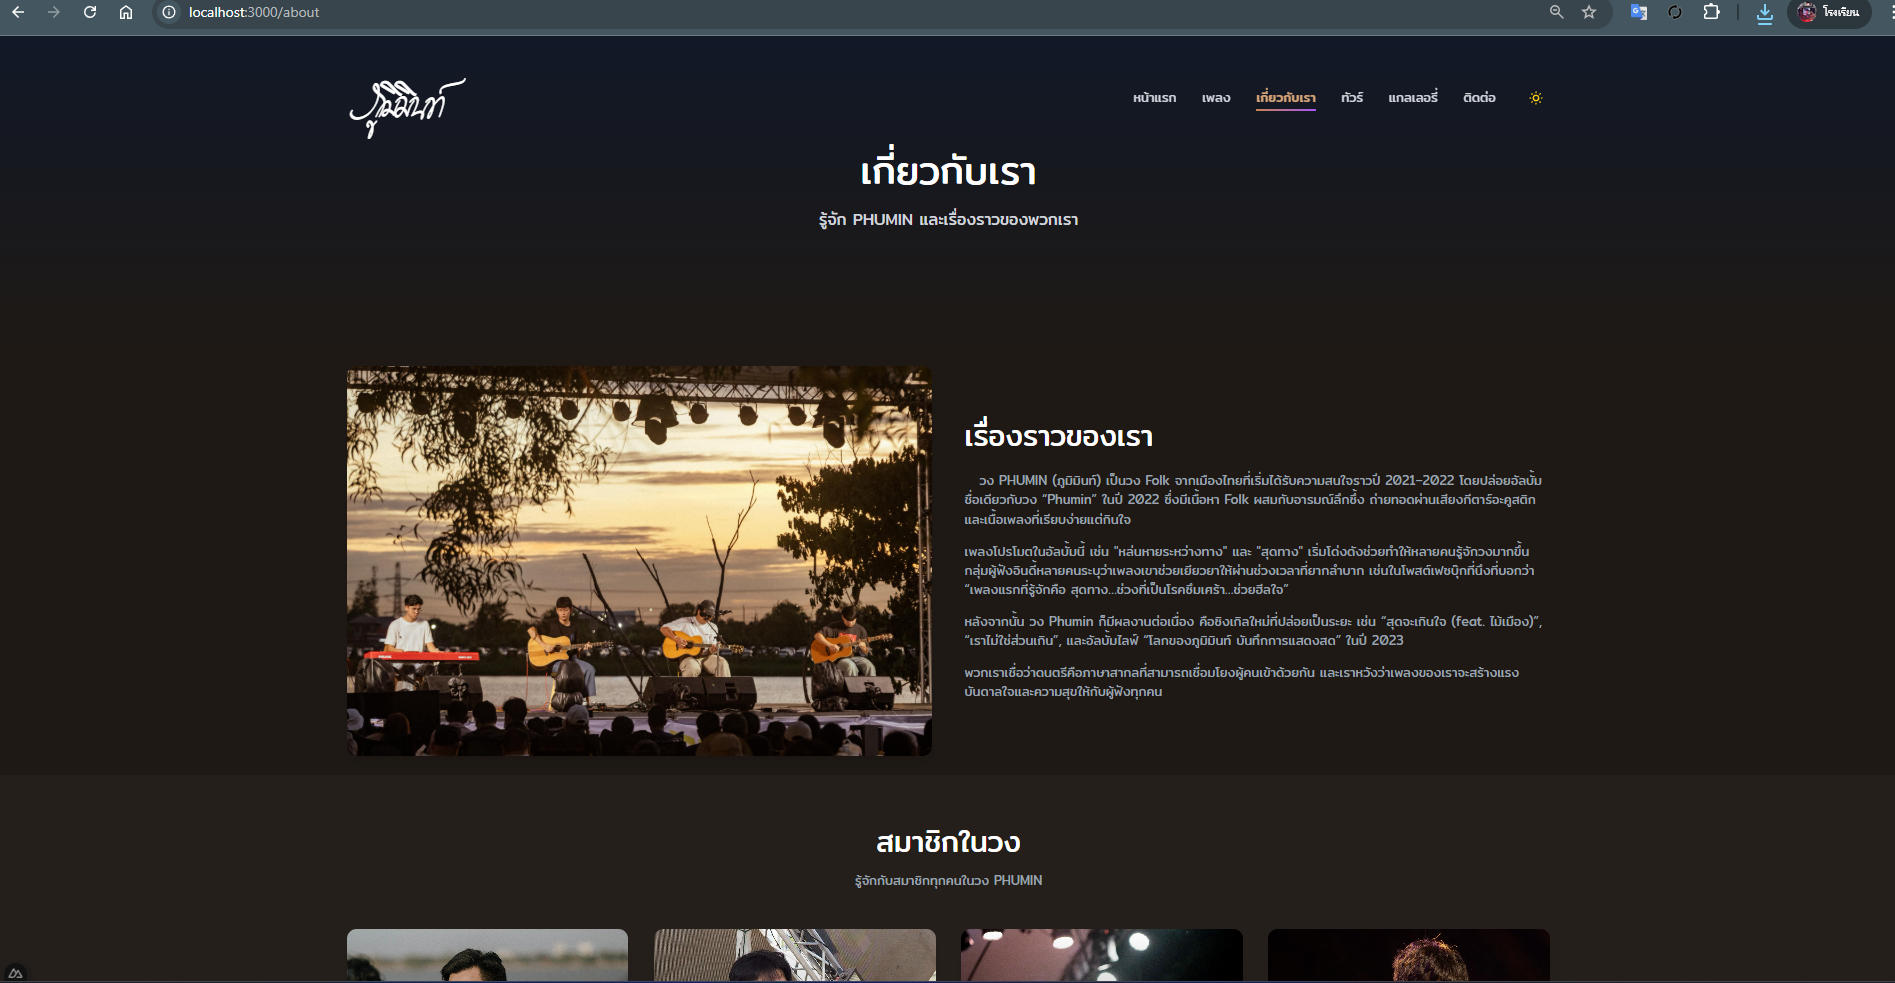 localhost:3000/about
โรงเรียน
ภูมิมินท์
หน้าแรก เพลง เกี่ยวกับเรา ทัวร์ แกลเลอรี่ ติดต่อ
เกี่ยวกับเรา
รู้จัก PHUMIN และเรื่องราวของพวกเรา
เรื่องราวของเรา
วง PHUMIN (ภูมิมินท์) เป็นวง Folk จากเมืองไทยที่เริ่มได้รับความสนใจราวปี 2021-2022 โดยปล่อยอัลบั้ม
ชื่อเดียวกับวง “Phumin” ในปี 2022 ซึ่งมีเนื้อหา Folk ผสมกับอารมณ์ลึกซึ้ง ถ่ายทอดผ่านเสียงกีตาร์อะคูสติก
และเนื้อเพลงที่เรียบง่ายแต่กินใจ
เพลงโปรโมตในอัลบั้มนี้ เช่น "หล่นหายระหว่างทาง" และ "สุดทาง" เริ่มโด่งดังช่วยทำให้หลายคนรู้จักวงมากขึ้น
กลุ่มผู้ฟังอินดี้หลายคนระบุว่าเพลงเขาช่วยเยียวยาให้ผ่านช่วงเวลาที่ยากลำบาก เช่นในโพสต์เฟซบุ๊กที่นึงที่บอกว่า
“เพลงแรกที่รู้จักคือ สุดทาง...ช่วงที่เป็นโรคซึมเศร้า...ช่วยฮีลใจ”
หลังจากนั้น วง Phumin ก็มีผลงานต่อเนื่อง คือซิงเกิลใหม่ที่ปล่อยเป็นระยะ เช่น “สุดจะเกินใจ (feat. ไม้เมือง)”,
“เราไม่ใช่ส่วนเกิน”, และอัลบั้มไลฟ์ “โลกของภูมิมินท์ บันทึกการแสดงสด” ในปี 2023
พวกเราเชื่อว่าดนตรีคือภาษาสากลที่สามารถเชื่อมโยงผู้คนเข้าด้วยกัน และเราหวังว่าเพลงของเราจะสร้างแรง
บันดาลใจและความสุขให้กับผู้ฟังทุกคน
สมาชิกในวง
รู้จักกับสมาชิกทุกคนในวง PHUMIN